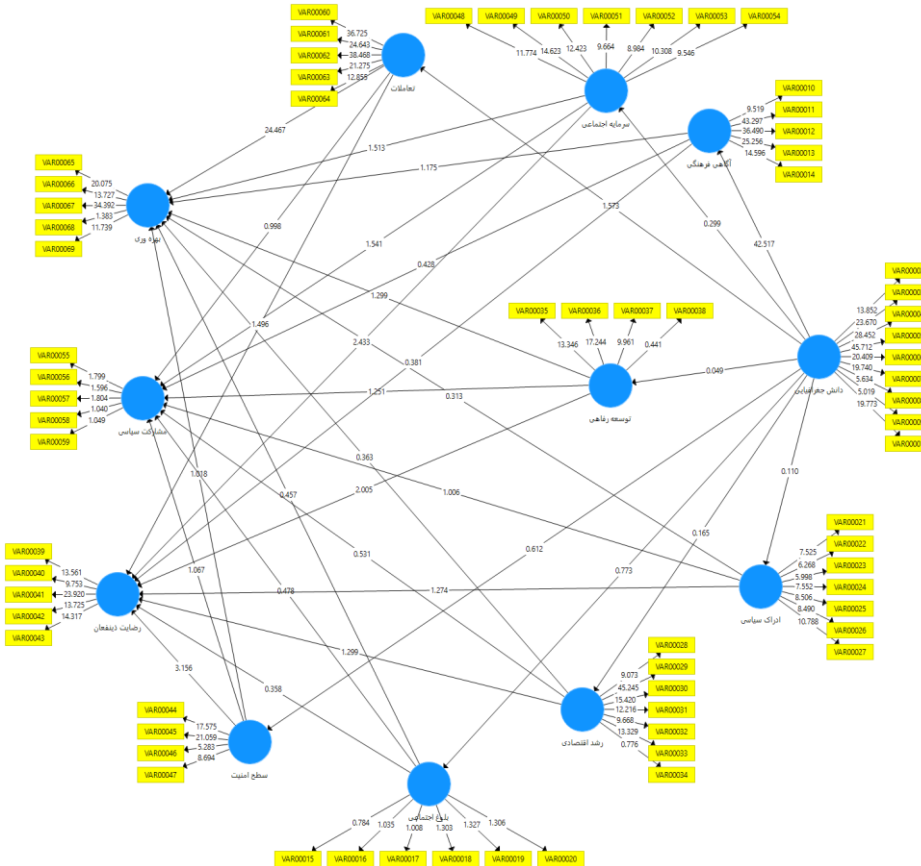 VAR00060
VAR00061
VAR00062
VAR00063
VAR00064
36.725
24.643
38.468
21.275
12.855
تعاملات
VAR00048
VAR00049
VAR00050
VAR00051
VAR00052
VAR00053
VAR00054
11.774
14.623
12.423
9.664
8.984
10.308
9.546
سرمایه اجتماعی
VAR00010
VAR00011
VAR00012
VAR00013
VAR00014
9.519
43.297
36.490
25.256
14.596
آگاهی فرهنگی
VAR00065
VAR00066
VAR00067
VAR00068
VAR00069
20.075
13.727
34.392
1.383
11.739
بهره وری
24.467
1.513
1.175
0.998
1.541
0.428
1.573
0.299
42.517
1.299
VAR00035
VAR00036
VAR00037
VAR00038
13.346
17.244
9.961
0.441
توسعه رفاهی
1.496
2.433
0.381
0.313
0.049
1.251
VAR0000
VAR0000
VAR0000
VAR0000
VAR0000
VAR0000
VAR0000
VAR0000
VAR0000
13.852
23.670
28.452
45.712
20.409
19.740
5.634
5.019
19.773
دانش جغرافیایی
VAR00055
VAR00056
VAR00057
VAR00058
VAR00059
1.799
1.596
1.804
1.040
1.049
مشارکت سیاسی
1.018
0.457
0.363
2.005
1.006
0.110
0.165
0.612
0.773
0.531
1.067
0.478
1.274
VAR00021
VAR00022
VAR00023
VAR00024
VAR00025
VAR00026
VAR00027
7.525
6.268
5.998
7.552
8.506
8.490
10.788
ادراک سیاسی
VAR00039
VAR00040
VAR00041
VAR00042
VAR00043
13.561
9.753
23.920
13.725
14.317
رضایت ذینفعان
3.156
0.358
1.299
VAR00028
VAR00029
VAR00030
VAR00031
VAR00032
VAR00033
VAR00034
9.073
45.245
15.420
12.216
9.668
13.329
0.776
رشد اقتصادی
VAR00044
VAR00045
VAR00046
VAR00047
17.575
21.059
5.283
8.694
سطح امنیت
بلوغ اجتماعی
0.784
1.035
1.008
1.303
1.327
1.306
VAR00015
VAR00016
VAR00017
VAR00018
VAR00019
VAR00020